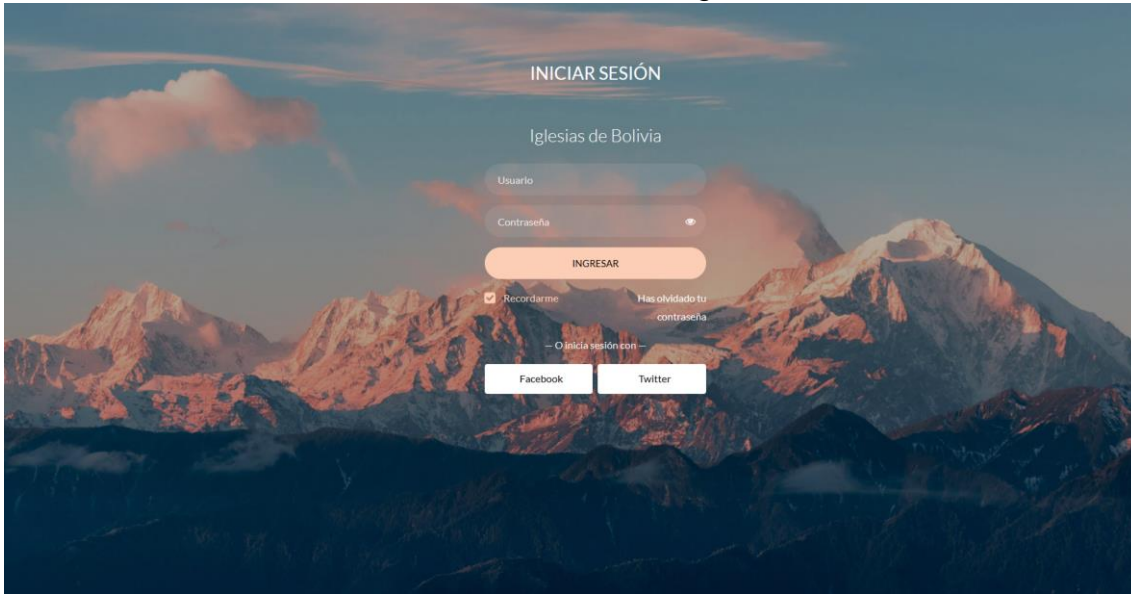 INICIAR SESIÓN
Iglesias de Bolivia
Usuario
Contraseña
INGRESAR
Recordarme
Has olvidado tu
contraseña
— O inicia sesión con —
Facebook
Twitter